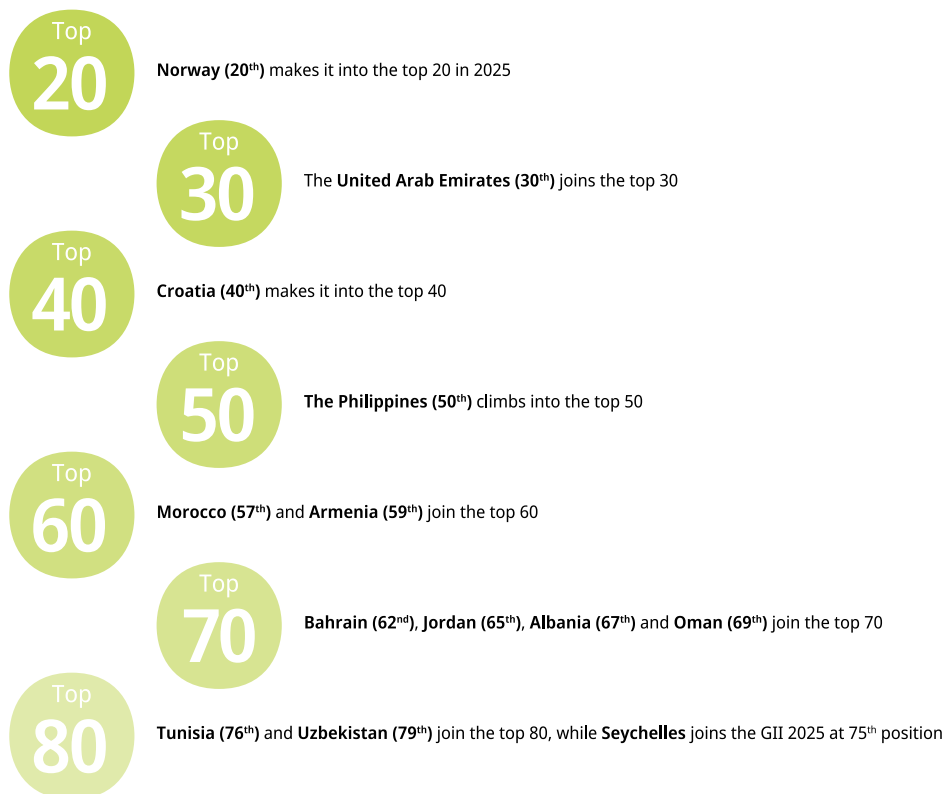 Top
20
Norway (20th) makes it into the top 20 in 2025
Top
30
The United Arab Emirates (30th) joins the top 30
Top
40
Croatia (40th) makes it into the top 40
Top
50
The Philippines (50th) climbs into the top 50
Top
60
Morocco (57th) and Armenia (59th) join the top 60
Top
70
Bahrain (62nd), Jordan (65th), Albania (67th) and Oman (69th) join the top 70
Top
80
Tunisia (76th) and Uzbekistan (79th) join the top 80, while Seychelles joins the GII 2025 at 75th position